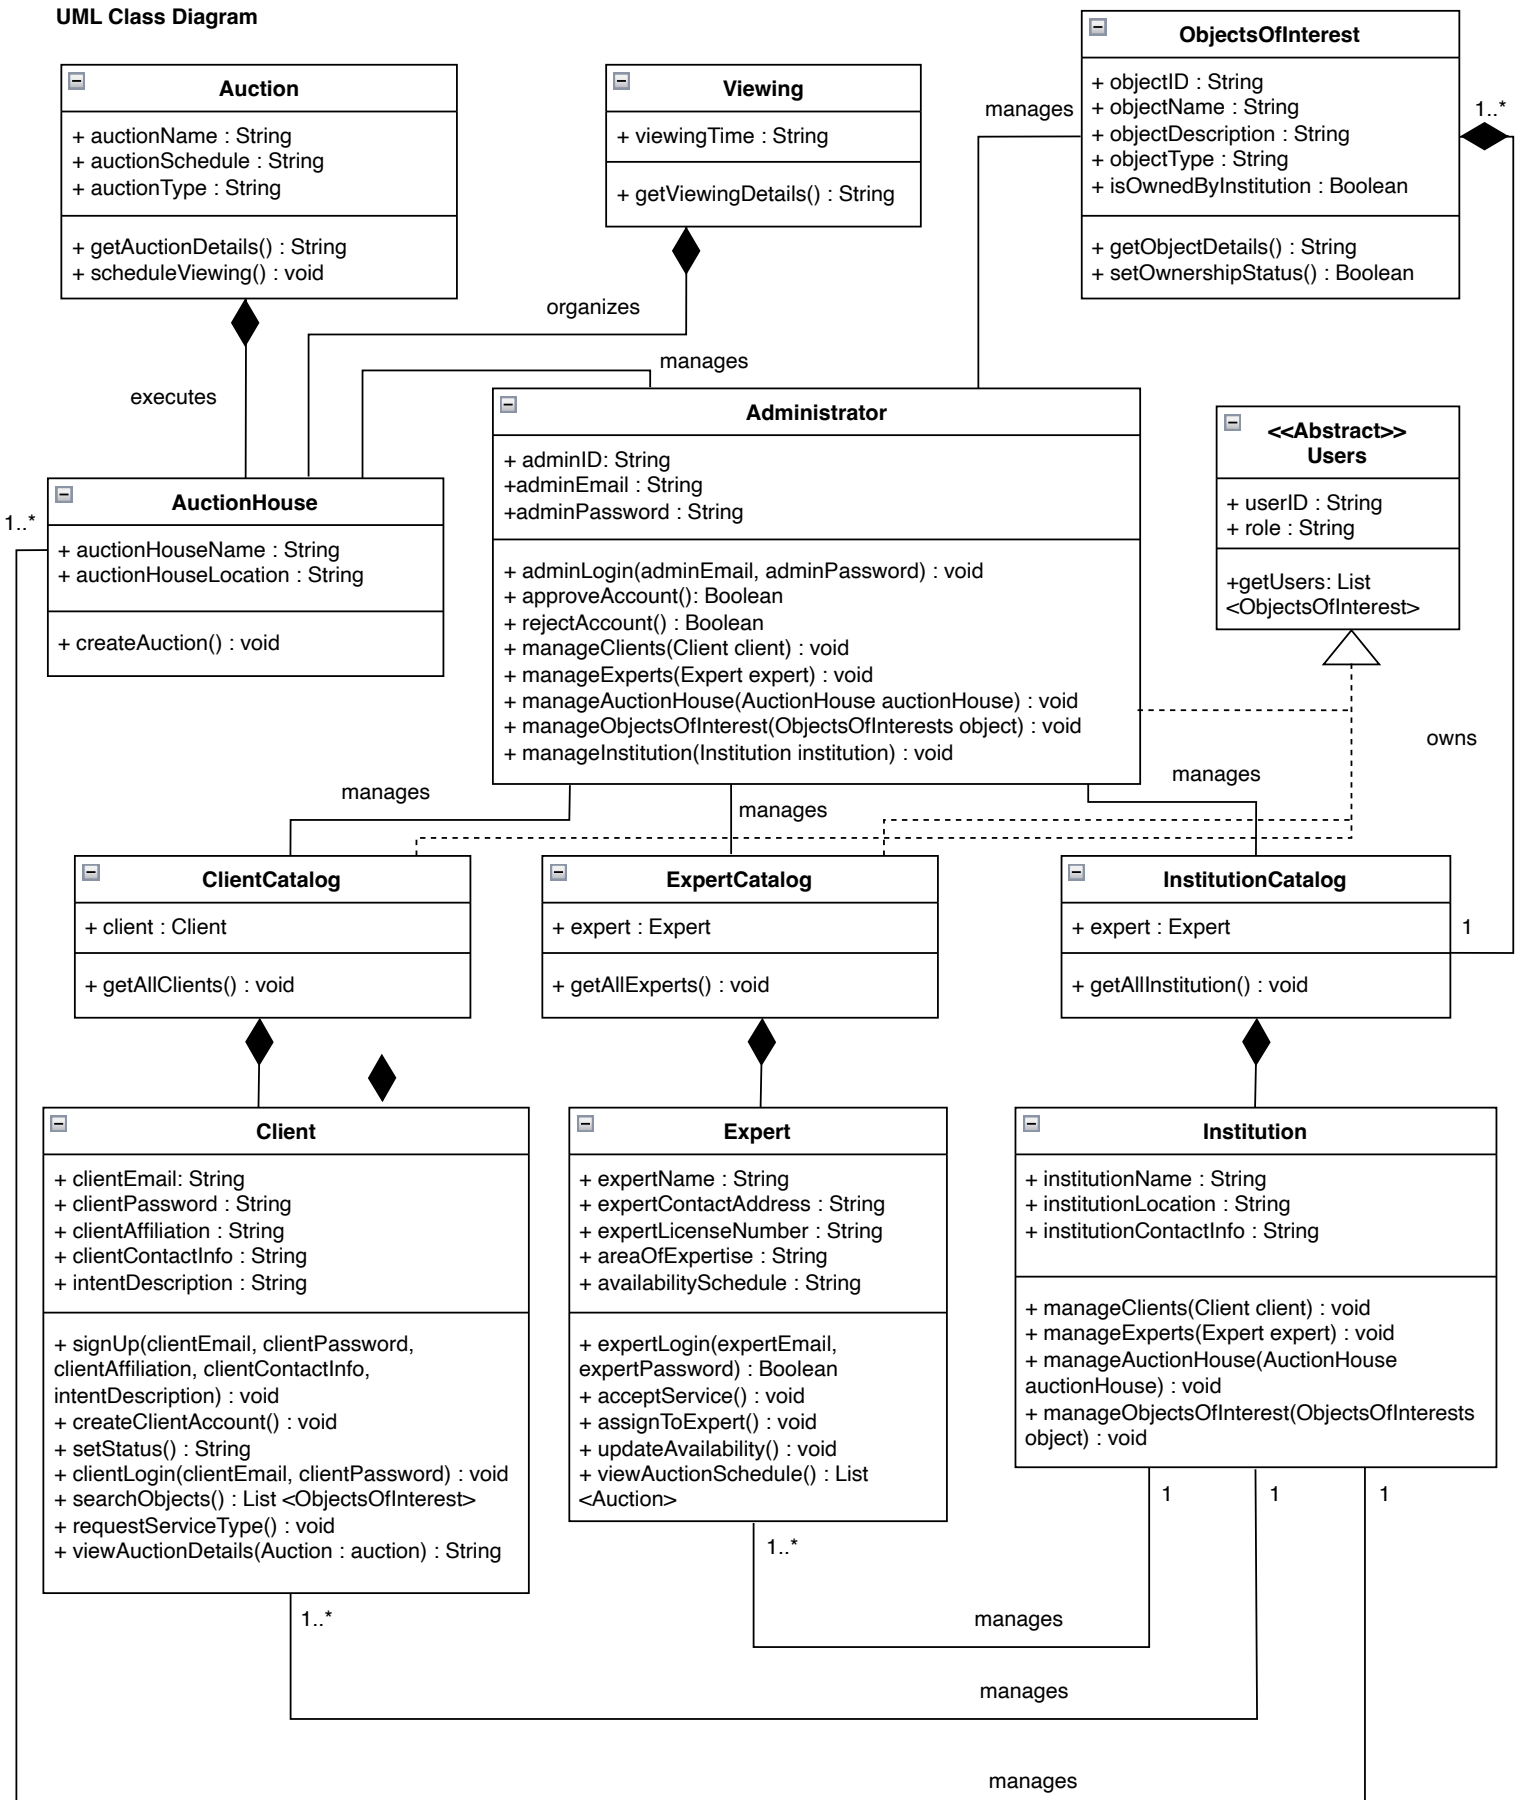 UML Class Diagram
Auction
+ auctionName : String
+ auctionSchedule : String
+ auctionType : String
+ getAuctionDetails() : String
+ scheduleViewing() : void
Viewing
+ viewingTime : String
+ getViewingDetails() : String
ObjectsOfInterest
+ objectID : String
+ objectName : String
+ objectDescription : String
+ objectType : String
+ isOwnedByInstitution : Boolean
+ getObjectDetails() : String
+ setOwnershipStatus() : Boolean
manages
1..*
organizes
manages
executes
Administrator
+ adminID: String
+adminEmail : String
+adminPassword : String
+ adminLogin(adminEmail, adminPassword) : void
+ approveAccount(): Boolean
+ rejectAccount() : Boolean
+ manageClients(Client client) : void
+ manageExperts(Expert expert) : void
+ manageAuctionHouse(AuctionHouse auctionHouse) : void
+ manageObjectsOfInterest(ObjectsOfInterests object) : void
+ manageInstitution(Institution institution) : void
<<Abstract>>
Users
+ userID : String
+ role : String
+getUsers: List
<ObjectsOfInterest>
1..*
AuctionHouse
+ auctionHouseName : String
+ auctionHouseLocation : String
+ createAuction() : void
owns
manages
manages
manages
ClientCatalog
+ client : Client
+ getAllClients() : void
ExpertCatalog
+ expert : Expert
+ getAllExperts() : void
InstitutionCatalog
+ expert : Expert
+ getAllInstitution() : void
1
Client
+ clientEmail: String
+ clientPassword : String
+ clientAffiliation : String
+ clientContactInfo : String
+ intentDescription : String
+ signUp(clientEmail, clientPassword,
clientAffiliation, clientContactInfo,
intentDescription) : void
+ createClientAccount() : void
+ setStatus() : String
+ clientLogin(clientEmail, clientPassword) : void
+ searchObjects() : List <ObjectsOfInterest>
+ requestServiceType() : void
+ viewAuctionDetails(Auction : auction) : String
Expert
+ expertName : String
+ expertContactAddress : String
+ expertLicenseNumber : String
+ areaOfExpertise : String
+ availabilitySchedule : String
+ expertLogin(expertEmail,
expertPassword) : Boolean
+ acceptService() : void
+ assignToExpert() : void
+ updateAvailability() : void
+ viewAuctionSchedule() : List
<Auction>
Institution
+ institutionName : String
+ institutionLocation : String
+ institutionContactInfo : String
+ manageClients(Client client) : void
+ manageExperts(Expert expert) : void
+ manageAuctionHouse(AuctionHouse
auctionHouse) : void
+ manageObjectsOfInterest(ObjectsOfInterests
object) : void
1
1
1
1..*
1..*
manages
manages
manages